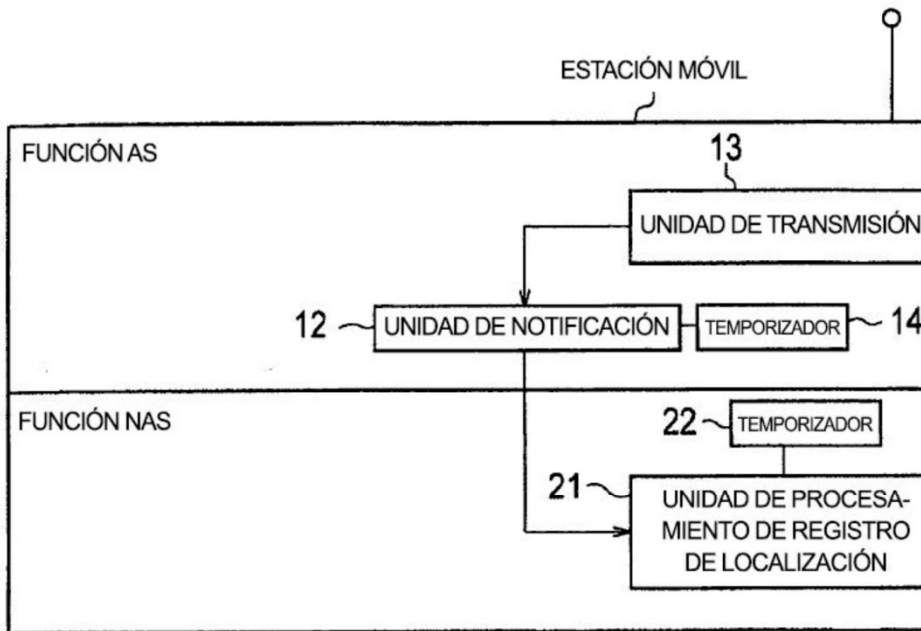 ESTACIÓN MÓVIL
FUNCIÓN AS
13
UNIDAD DE TRANSMISIÓN
12
UNIDAD DE NOTIFICACIÓN
TEMPORIZADOR
14
FUNCIÓN NAS
22
TEMPORIZADOR
21
UNIDAD DE PROCESA-
MIENTO DE REGISTRO
DE LOCALIZACIÓN